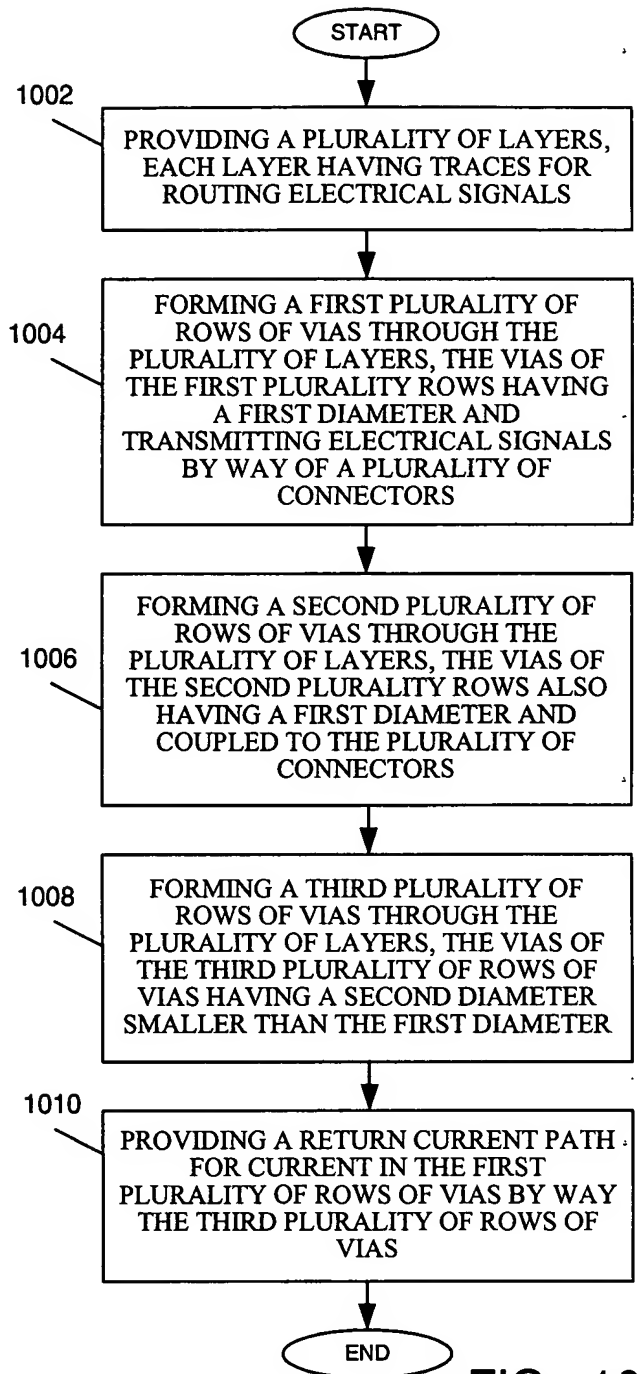 START
1002
PROVIDING A PLURALITY OF LAYERS,
EACH LAYER HAVING TRACES FOR
ROUTING ELECTRICAL SIGNALS
1004
FORMING A FIRST PLURALITY OF
ROWS OF VIAS THROUGH THE
PLURALITY OF LAYERS, THE VIAS OF
THE FIRST PLURALITY ROWS HAVING
A FIRST DIAMETER AND
TRANSMITTING ELECTRICAL SIGNALS
BY WAY OF A PLURALITY OF
CONNECTORS
1006
FORMING A SECOND PLURALITY OF
ROWS OF VIAS THROUGH THE
PLURALITY OF LAYERS, THE VIAS OF
THE SECOND PLURALITY ROWS ALSO
HAVING A FIRST DIAMETER AND
COUPLED TO THE PLURALITY OF
CONNECTORS
1008
FORMING A THIRD PLURALITY OF
ROWS OF VIAS THROUGH THE
PLURALITY OF LAYERS, THE VIAS OF
THE THIRD PLURALITY OF ROWS OF
VIAS HAVING A SECOND DIAMETER
SMALLER THAN THE FIRST DIAMETER
1010
PROVIDING A RETURN CURRENT PATH
FOR CURRENT IN THE FIRST
PLURALITY OF ROWS OF VIAS BY WAY
THE THIRD PLURALITY OF ROWS OF
VIAS
END